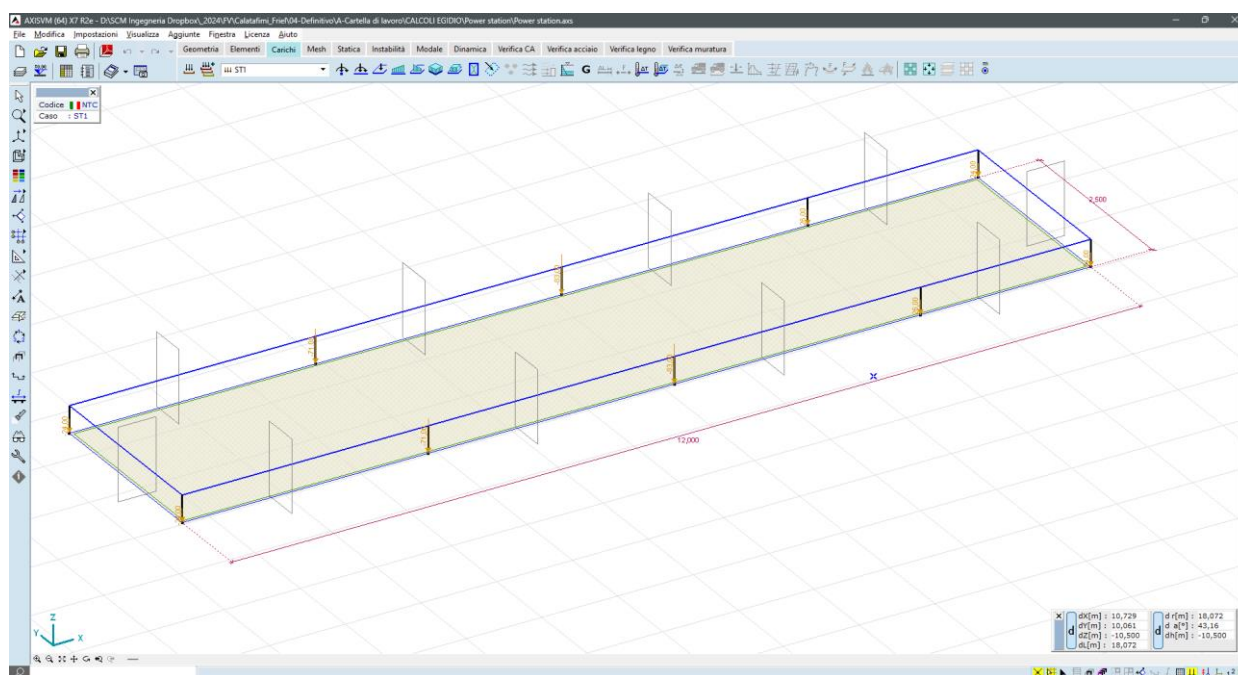 AXISVM (64) X7 R2e - D:\SCM Ingegneria Dropbox\_2024\FV\Calatafimi_Friel\04-Definitivo\A-Cartella di lavoro\CALCOLI EGIDIO\Power station\Power station.axs
File Modifica Impostazioni Visualizza Aggiunte Figestra Licenza Aiuto
Geometria Elementi Carichi Mesh Statica Instabilità Modale Dinamica Verifica CA Verifica acciaio Verifica legno Verifica muratura
ST1
Codice NTC
Caso : ST1
2,500
12,000
Z
Y
X
dX[m] : 10,729
dY[m] : 10,061
dZ[m] : -10,500
dL[m] : 18,072
d
d r[m] : 18,072
d a[°] : 43,16
dh[m] : -10,500
d